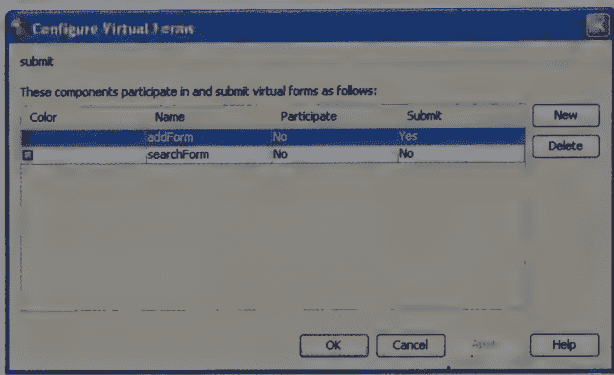 Configure Virtual Forms
submit
These components participate in and submit virtual forms as follows:
Color Name Participate Submit
addForm No Yes
searchForm No No
New
Delete
OK Cancel Apply Help